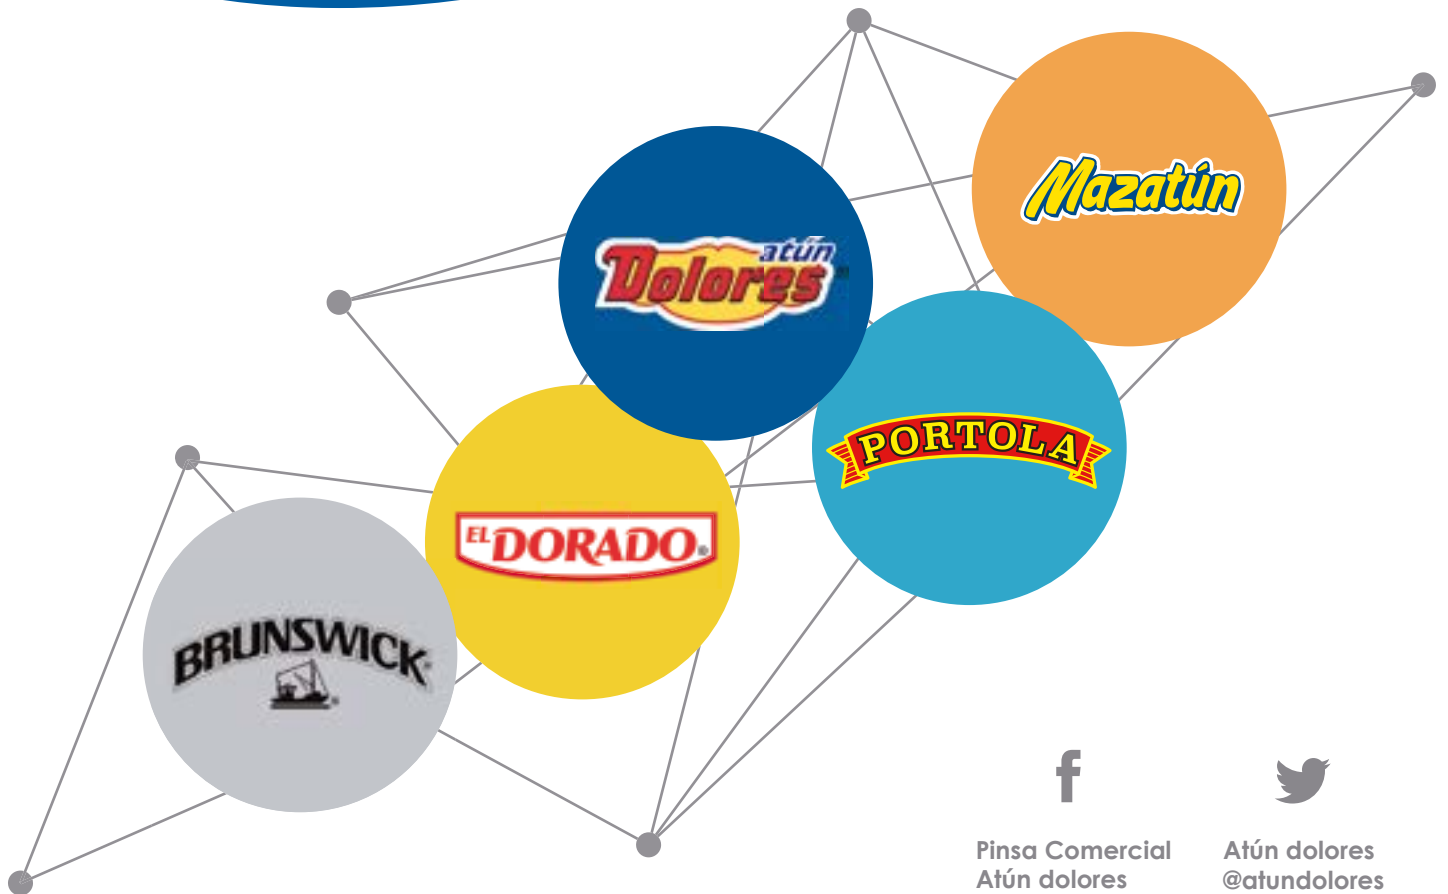 Mazatún
atún
Dolores
PORTOLA
EL DORADO®
BRUNSWICK®
f
Pinsa Comercial
Atún dolores
Atún dolores
@atundolores